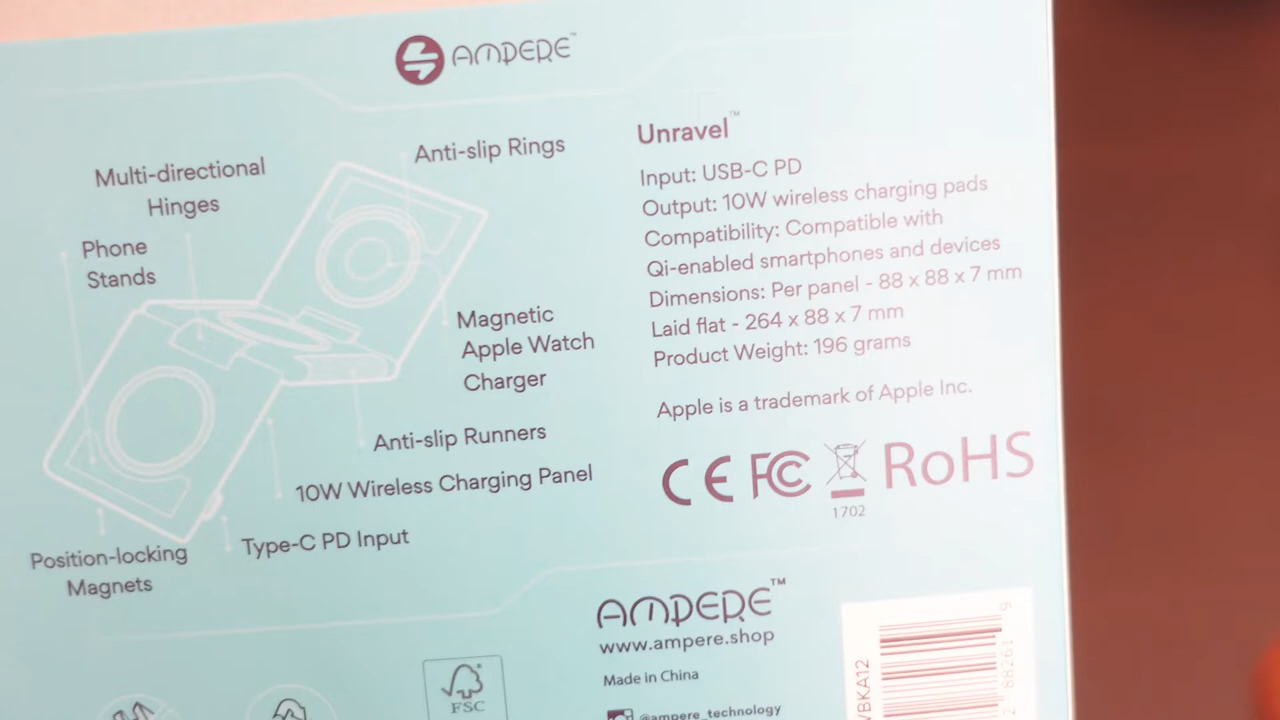 AMPERE™
Multi-directional
Hinges
Phone
Stands
Anti-slip Rings
Magnetic
Apple Watch
Charger
Anti-slip Runners
10W Wireless Charging Panel
Type-C PD Input
Position-locking
Magnets
Unravel™
Input: USB-C PD
Output: 10W wireless charging pads
Compatibility: Compatible with
Qi-enabled smartphones and devices
Dimensions: Per panel - 88 x 88 x 7 mm
Laid flat - 264 x 88 x 7 mm
Product Weight: 196 grams
Apple is a trademark of Apple Inc.
CE FC RoHS
1702
AMPERE™
www.ampere.shop
Made in China
@ampere_technology
FSC